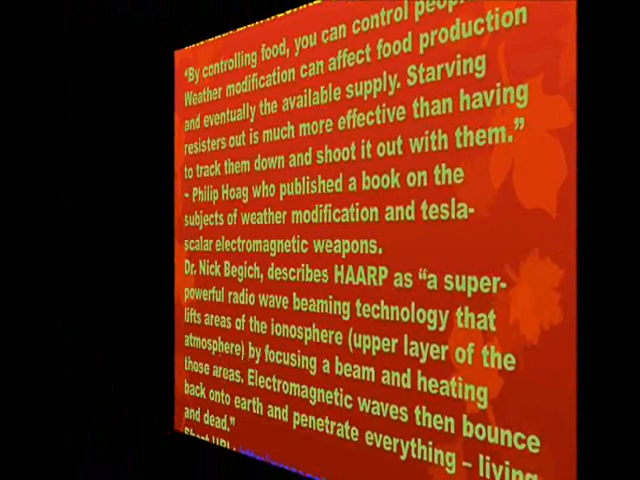 “By controlling food, you can control
Weather modification can affect food production
and eventually the available supply. Starving
resisters out is much more effective than having
to track them down and shoot it out with them.”
~ Philip Hoag who published a book on the
subjects of weather modification and tesla-
scalar electromagnetic weapons.
Dr. Nick Begich, describes HAARP as “a super-
powerful radio wave beaming technology that
lifts areas of the ionosphere (upper layer of the
atmosphere) by focusing a beam and heating
those areas. Electromagnetic waves then bounce
back onto earth and penetrate everything – living
and dead.”